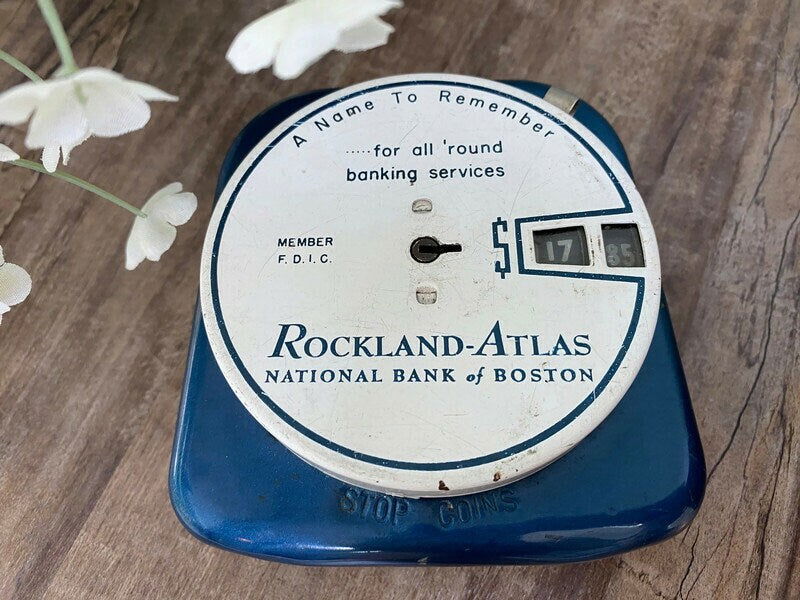 A Name To Remember
.....for all 'round
banking services
MEMBER
F. D. I. C.
$ 17 85
ROCKLAND-ATLAS
NATIONAL BANK of BOSTON
STOP COINS